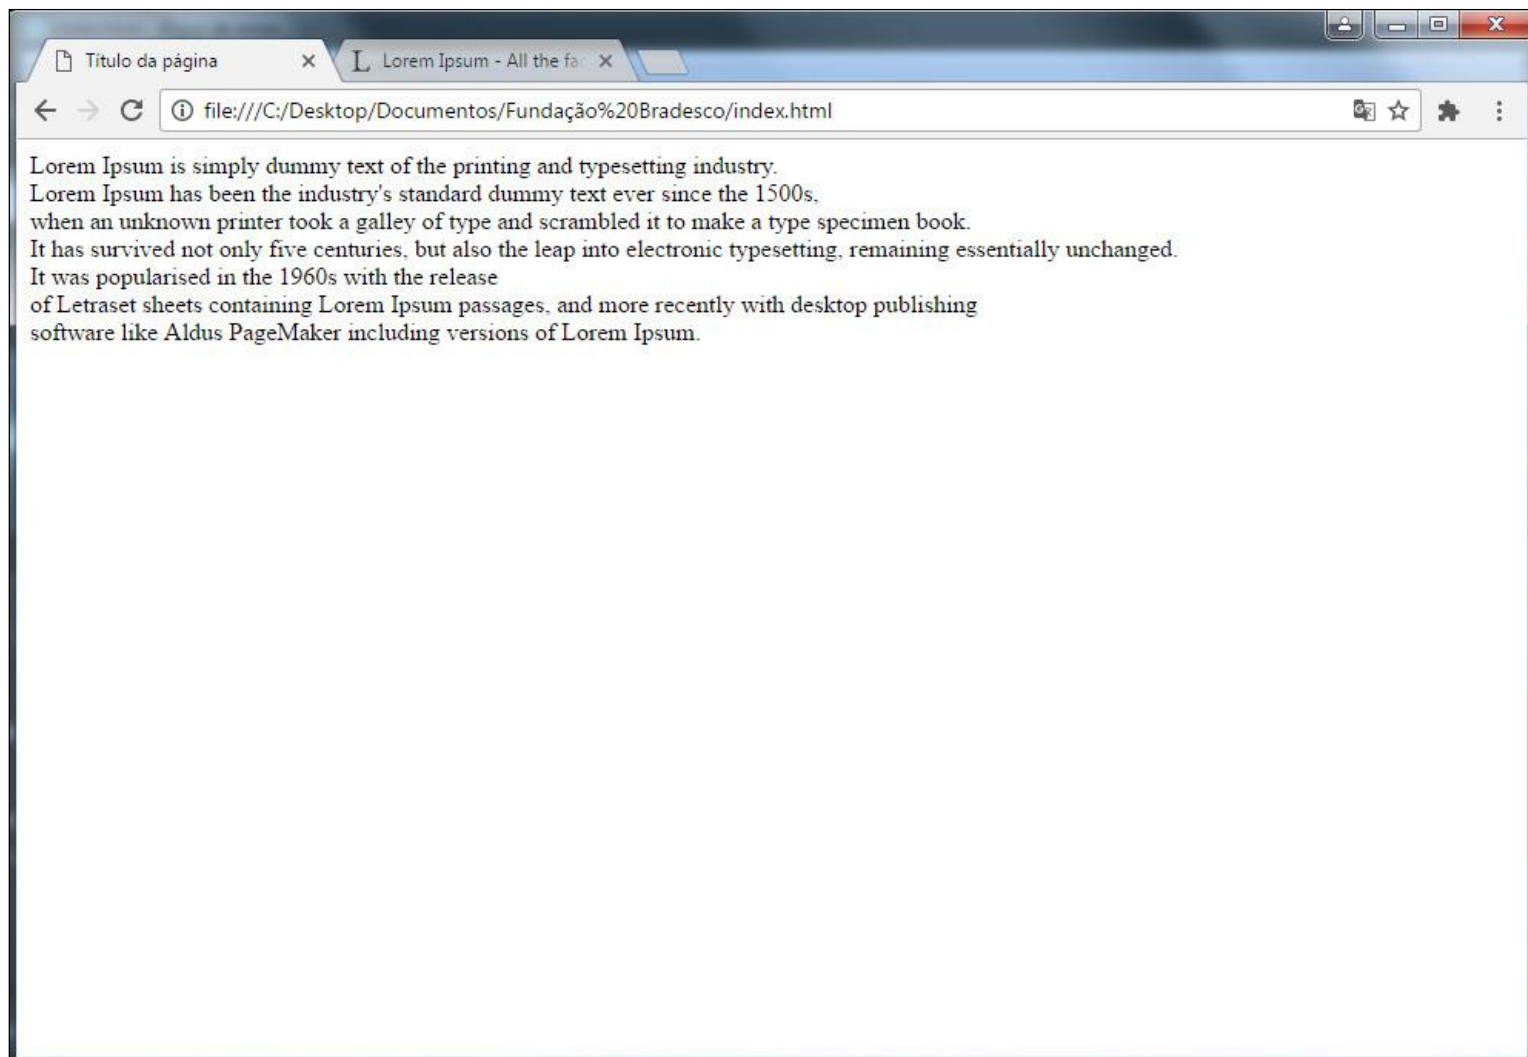 Título da página
L Lorem Ipsum - All the fa
file:///C:/Desktop/Documentos/Fundação%20Bradesco/index.html
Lorem Ipsum is simply dummy text of the printing and typesetting industry.
Lorem Ipsum has been the industry's standard dummy text ever since the 1500s,
when an unknown printer took a galley of type and scrambled it to make a type specimen book.
It has survived not only five centuries, but also the leap into electronic typesetting, remaining essentially unchanged.
It was popularised in the 1960s with the release
of Letraset sheets containing Lorem Ipsum passages, and more recently with desktop publishing
software like Aldus PageMaker including versions of Lorem Ipsum.